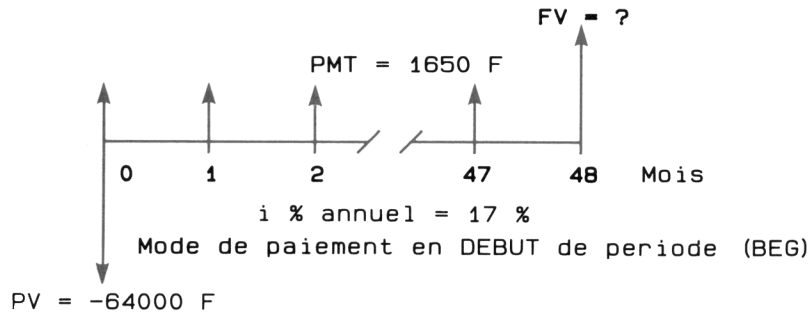 FV = ?
PMT = 1650 F
0 1 2 47 48 Mois
i % annuel = 17 %
Mode de paiement en DEBUT de periode (BEG)
PV = -64000 F